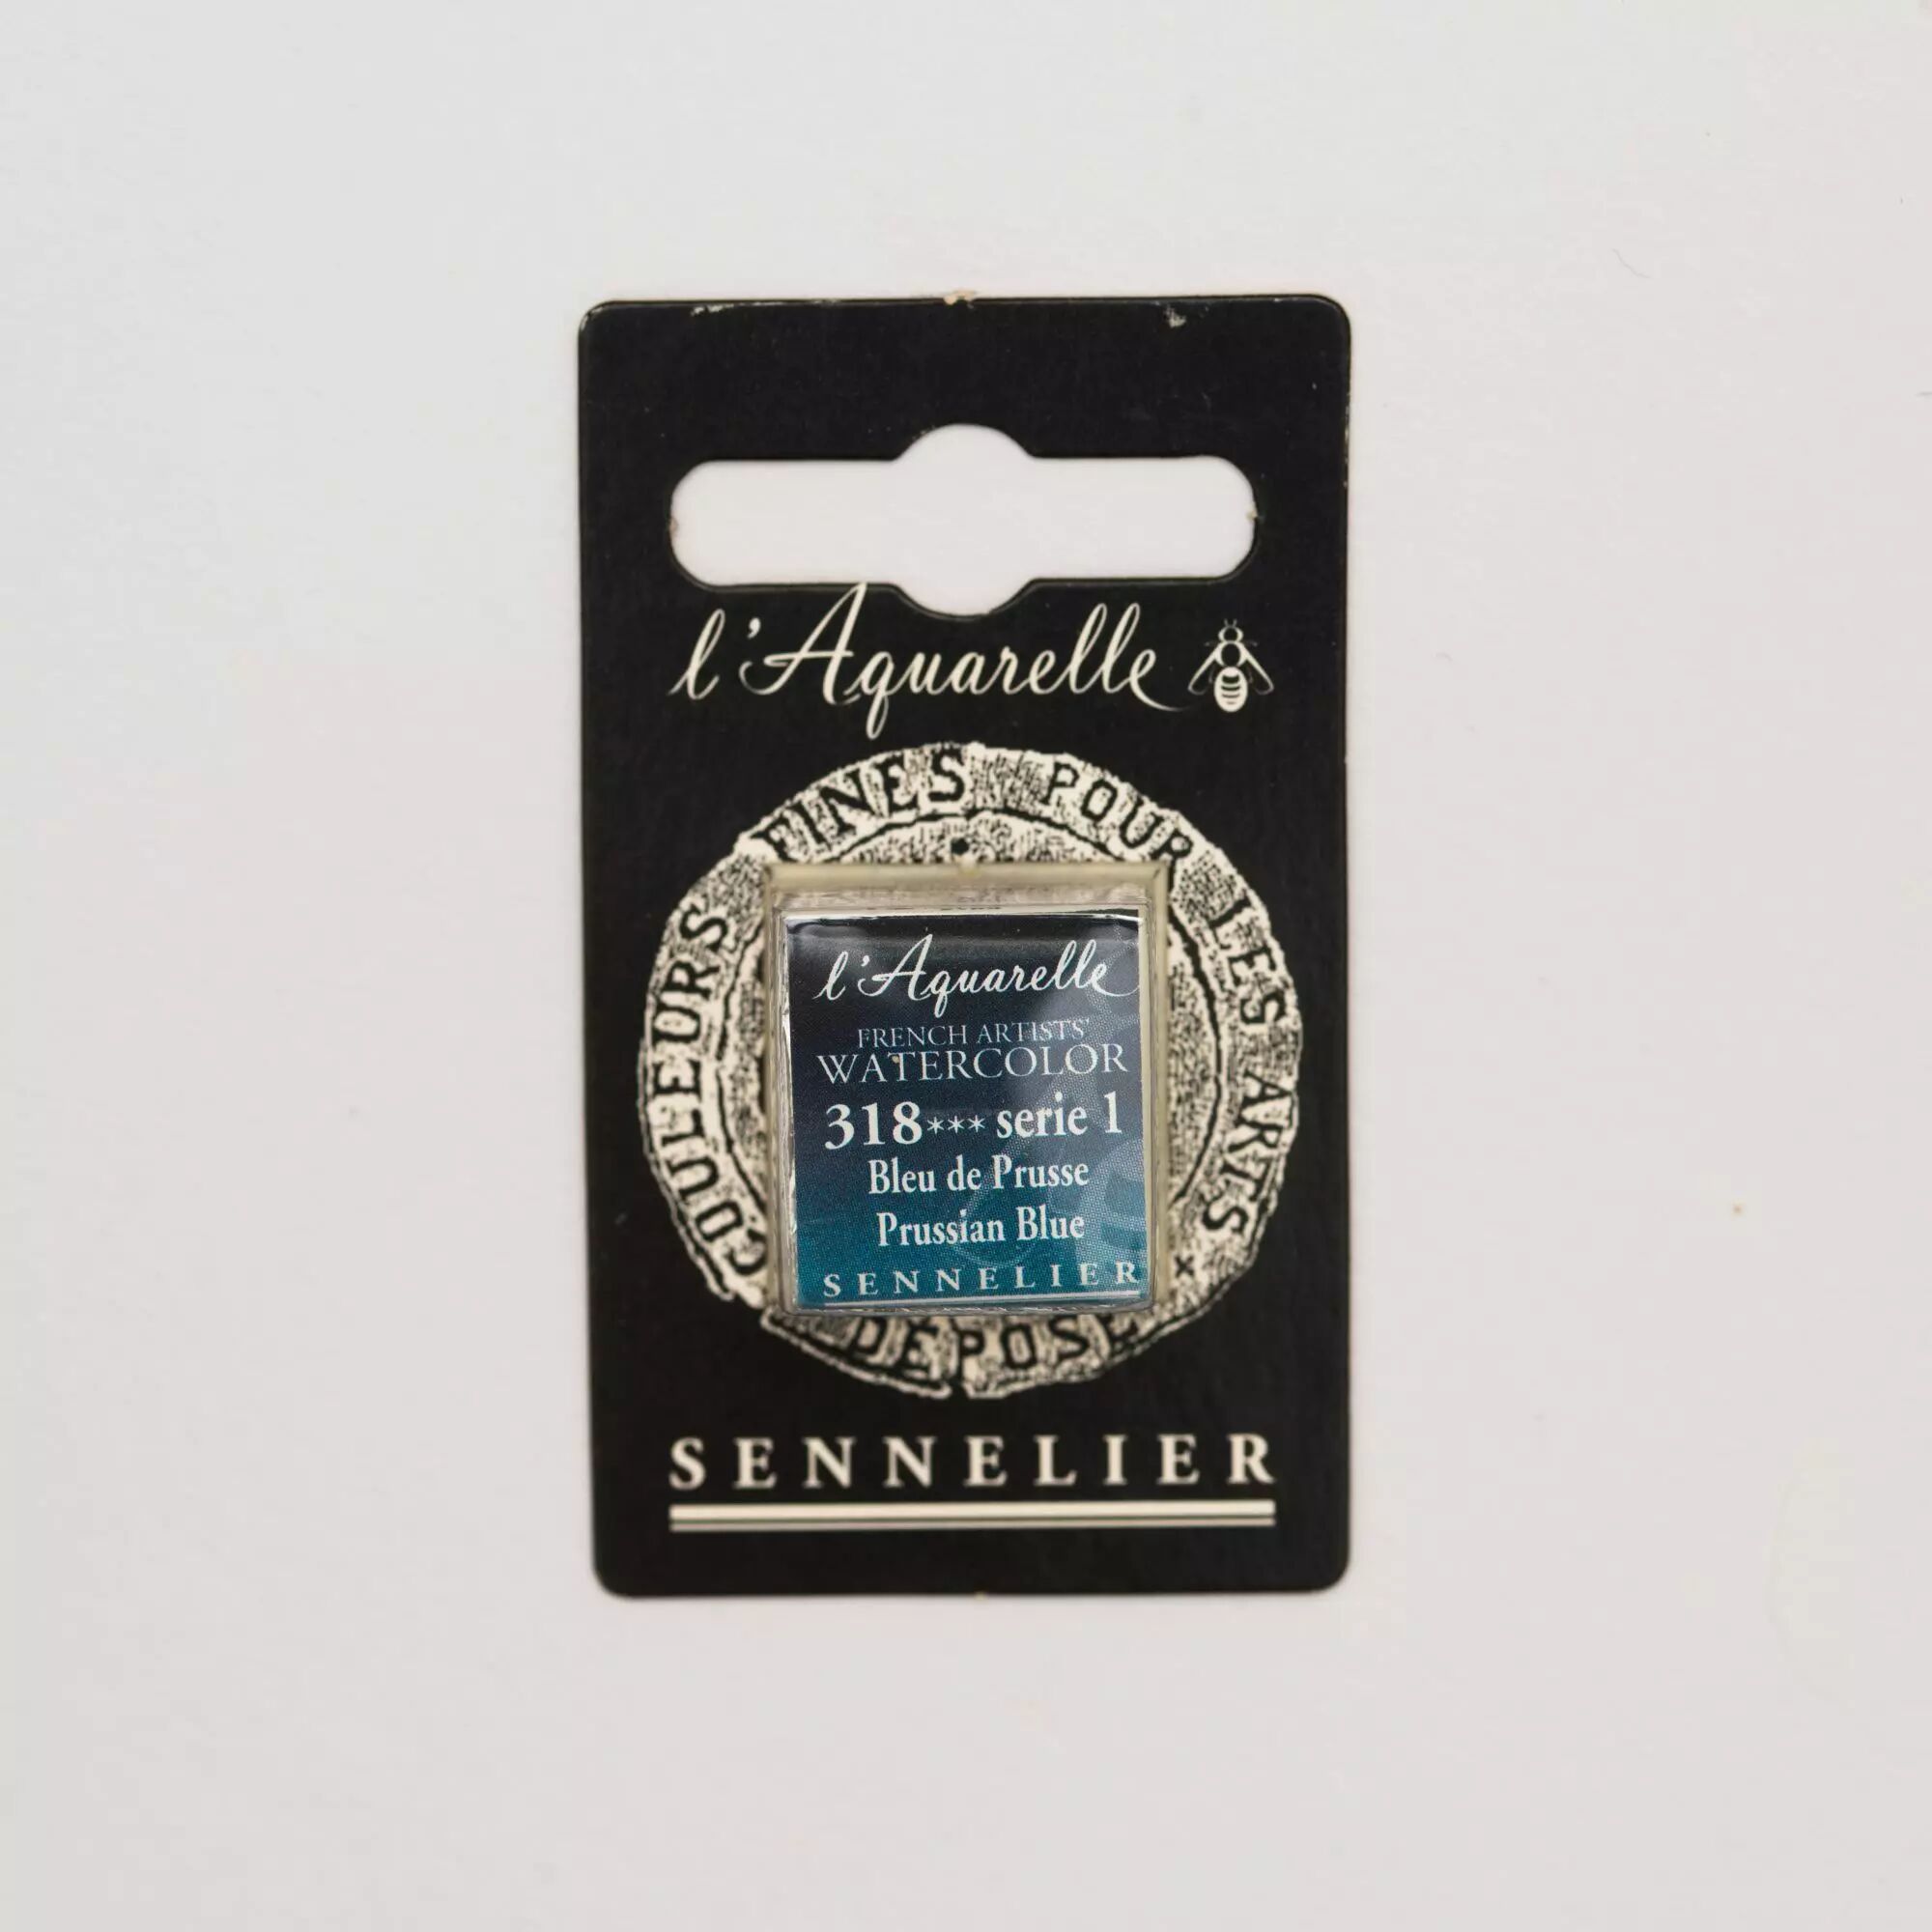 l'Aquarelle
COULEURS FINES POUR LES ARTS
l'Aquarelle
FRENCH ARTISTS'
WATERCOLOR
318*** serie 1
Bleu de Prusse
Prussian Blue
SENNELIER
DÉPOSÉ
SENNELIER